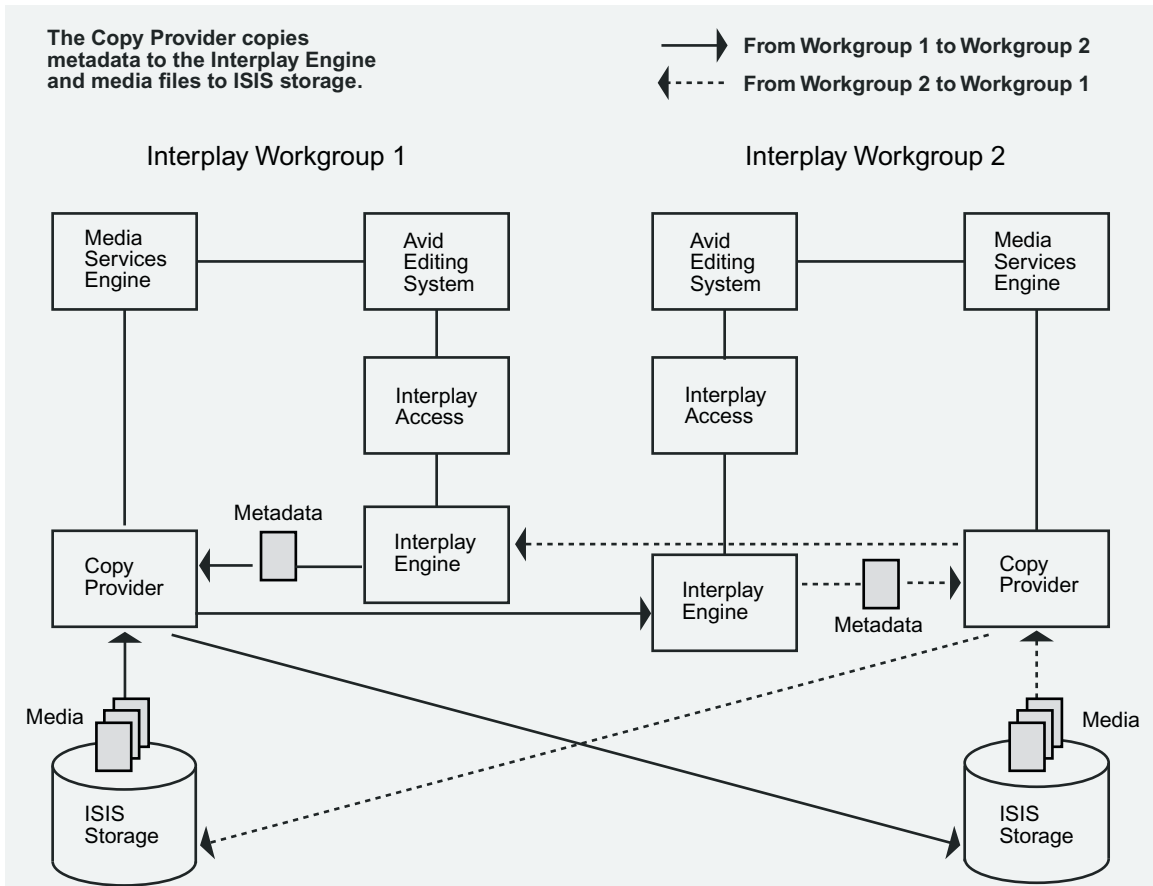 The Copy Provider copies
metadata to the Interplay Engine
and media files to ISIS storage.
From Workgroup 1 to Workgroup 2
From Workgroup 2 to Workgroup 1
Interplay Workgroup 1
Interplay Workgroup 2
Media
Services
Engine
Avid
Editing
System
Avid
Editing
System
Media
Services
Engine
Interplay
Access
Interplay
Access
Metadata
Copy
Provider
Interplay
Engine
Interplay
Engine
Metadata
Copy
Provider
Media
ISIS
Storage
Media
ISIS
Storage